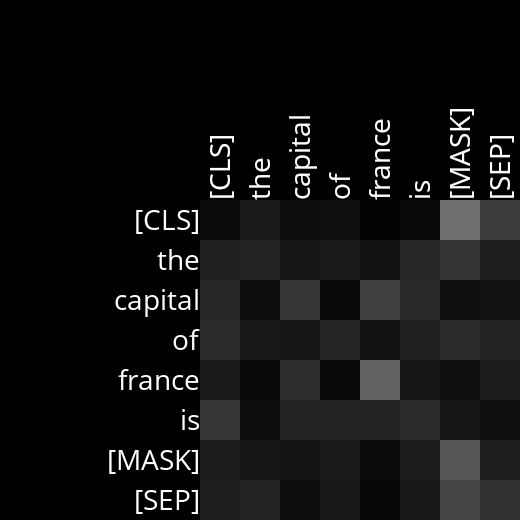 [CLS] the capital of france is [MASK] [SEP]
[CLS]
the
capital
of
france
is
[MASK]
[SEP]